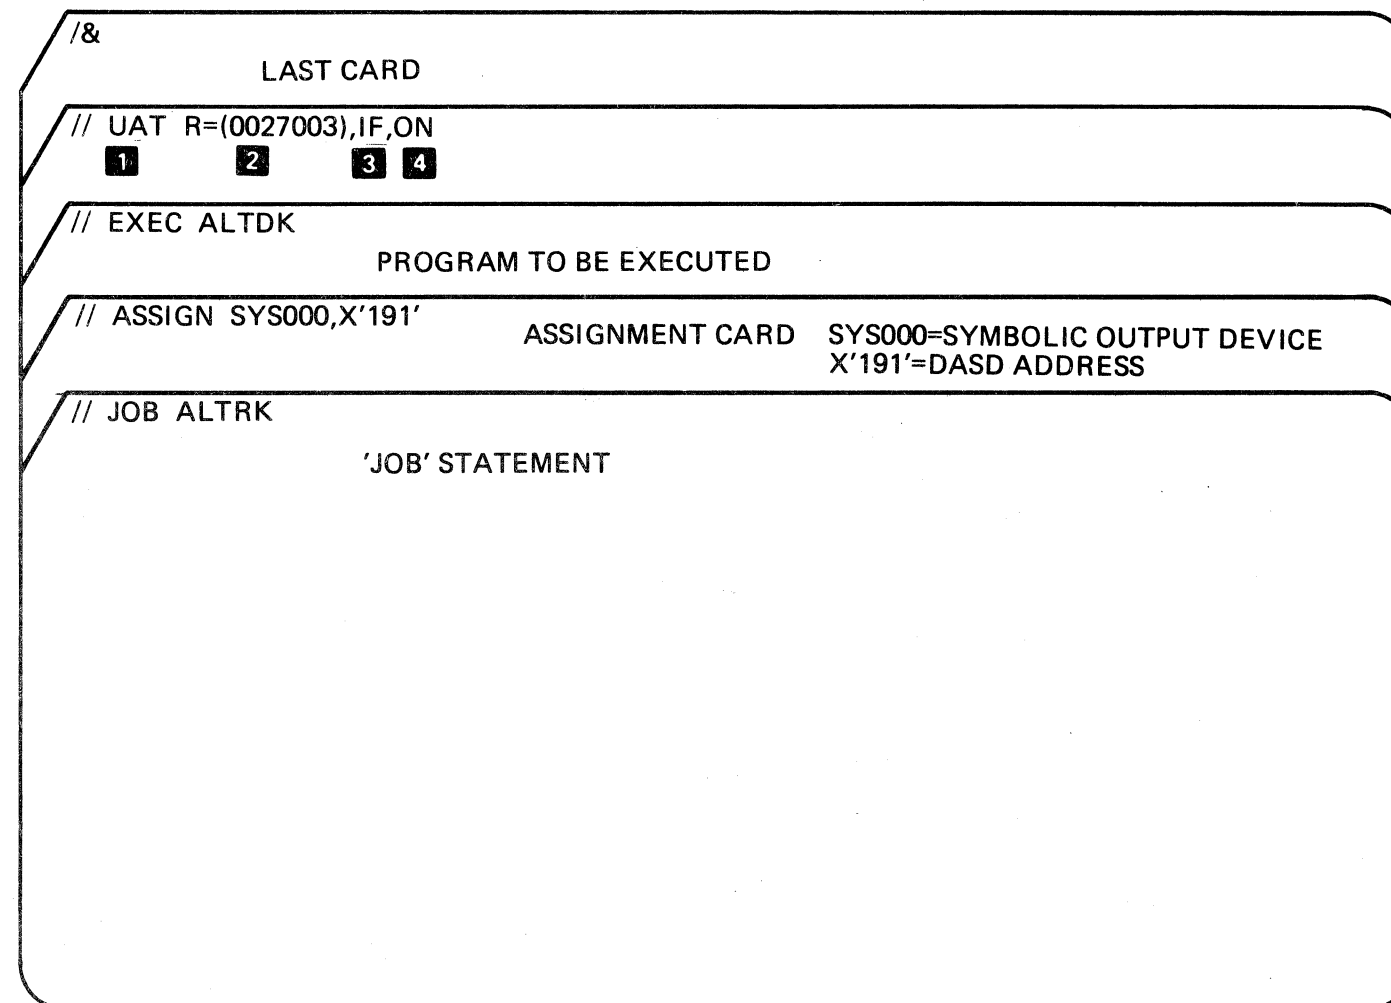 /&
LAST CARD
// UAT R=(0027003),IF,ON
1 2 3 4
// EXEC ALTDK
PROGRAM TO BE EXECUTED
// ASSIGN SYS000,X'191'
ASSIGNMENT CARD SYS000=SYMBOLIC OUTPUT DEVICE
X'191'=DASD ADDRESS
// JOB ALTRK
'JOB' STATEMENT